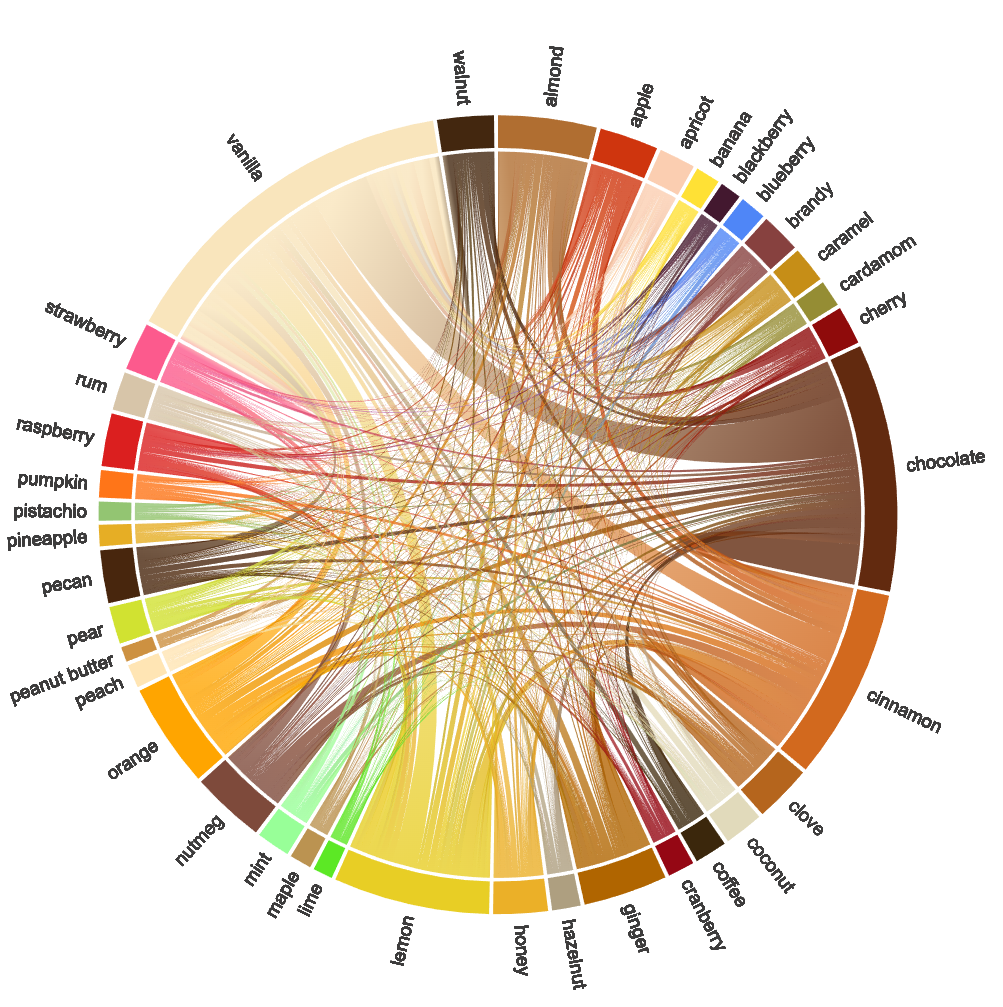 almond
apple
apricot
banana
blackberry
blueberry
brandy
caramel
cardamom
cherry
chocolate
cinnamon
clove
coconut
coffee
cranberry
ginger
hazelnut
honey
lemon
lime
maple
mint
nutmeg
orange
peach
peanut butter
pear
pecan
pineapple
pistachio
pumpkin
raspberry
rum
strawberry
vanilla
walnut